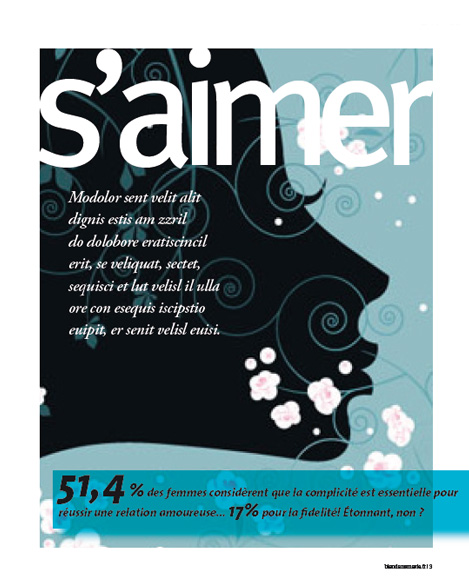 s'aimer
Modolor sent velit alit
dignis estis am zzril
do dolobore eratiscincil
erit, se veliquat, sectet,
sequisci et lut velisl il ulla
ore con esequis iscipstio
euipit, er senit velisl euisi.
51,4 % des femmes considèrent que la complicité est essentielle pour
réussir une relation amoureuse... 17% pour la fidelité! Étonnant, non ?